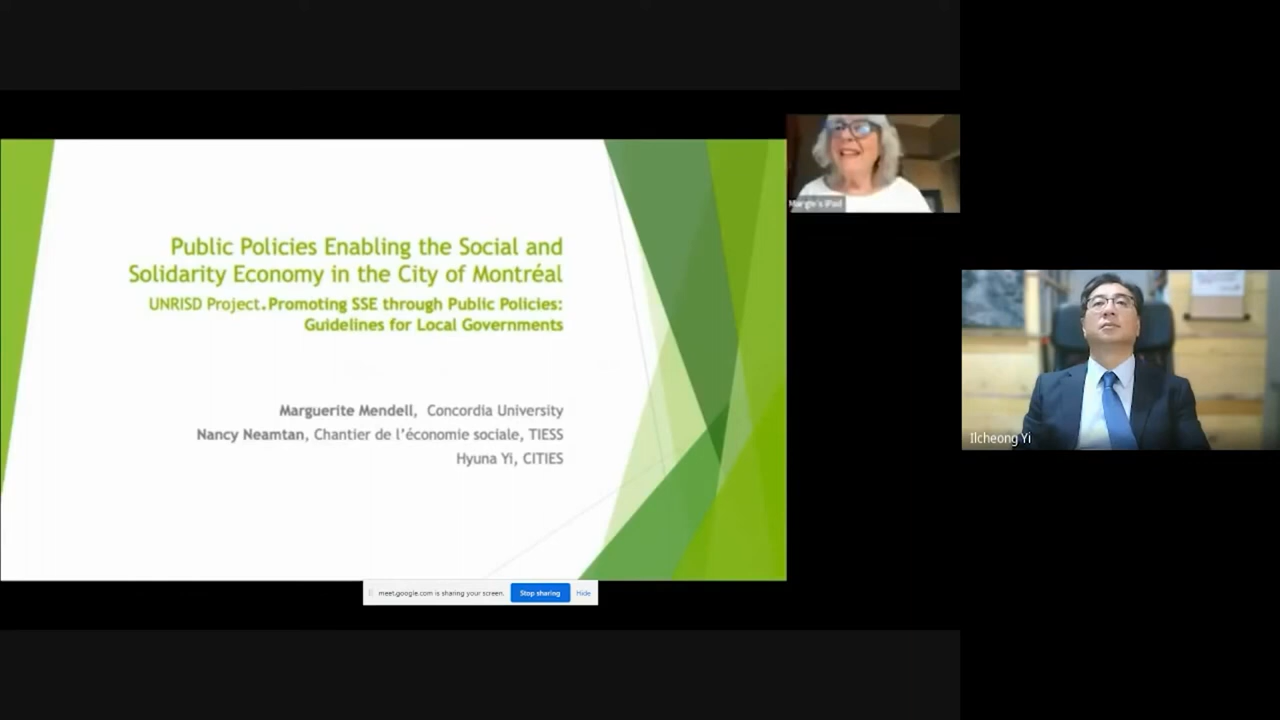 Public Policies Enabling the Social and
Solidarity Economy in the City of Montréal
UNRISD Project.Promoting SSE through Public Policies:
Guidelines for Local Governments
Marguerite Mendell, Concordia University
Nancy Neamtan, Chantier de l'économie sociale, TIESS
Hyuna Yi, CITIES
Margie's iPad
Ilcheong Yi
meet.google.com is sharing your screen.
Stop sharing
Hide